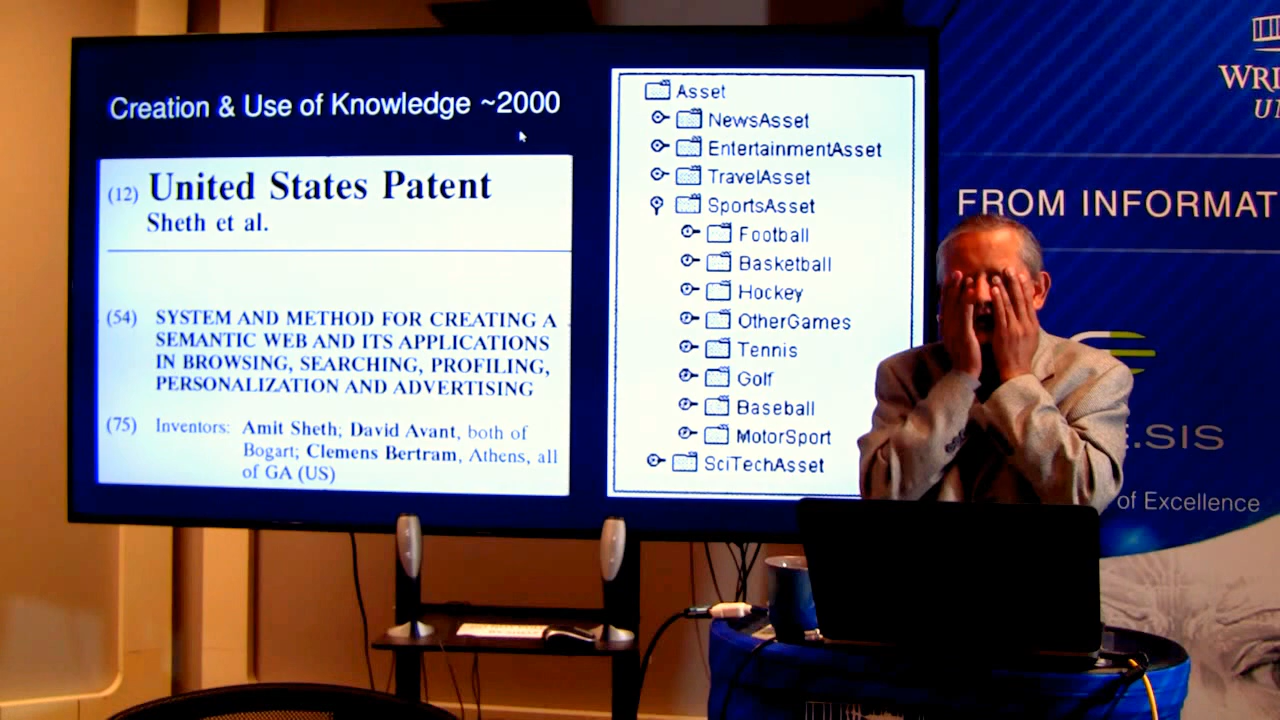 Creation & Use of Knowledge ~2000
(12) United States Patent
Sheth et al.
(54) SYSTEM AND METHOD FOR CREATING A
SEMANTIC WEB AND ITS APPLICATIONS
IN BROWSING, SEARCHING, PROFILING,
PERSONALIZATION AND ADVERTISING
(75) Inventors: Amit Sheth; David Avant, both of
Bogart; Clemens Bertram, Athens, all
of GA (US)
Asset
NewsAsset
EntertainmentAsset
TravelAsset
SportsAsset
Football
Basketball
Hockey
OtherGames
Tennis
Golf
Baseball
MotorSport
SciTechAsset
WRI
U
FROM INFORMAT
E.SIS
of Excellence